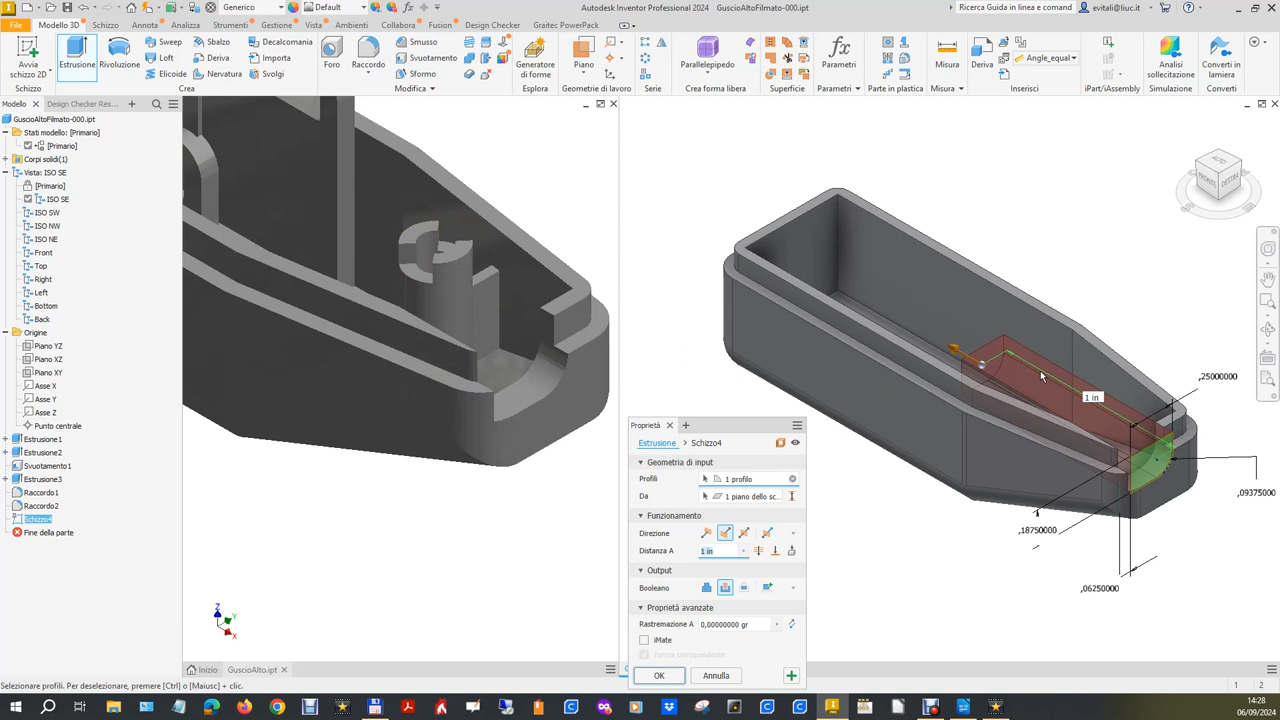 Generico
Default
Autodesk Inventor Professional 2024 GuscioAltoFilmato-000.ipt
Ricerca Guida in linea e comandi
evitali@liuc.it
File Modello 3D Schizzo Annota Analizza Strumenti Gestione Vista Ambienti Collabora Fusion Design Checker Graitec PowerPack
Avvia schizzo 2D
Estrusione
Rivoluzione
Sweep
Loft
Elicoide
Sbalzo
Deriva
Nervatura
Decalcomania
Importa
Svolgi
Foro
Raccordo
Smusso
Svuotamento
Sformo
Generatore di forme
Piano
Parallelepipedo
Parametri
Misura
Deriva
Angle_equal
Analisi sollecitazione
Converti in lamiera
Schizzo Crea Modifica Esplora Geometria di lavoro Serie Crea forma libera Superficie Parametri Parte in plastica Misura Inserisci iPart/iAssembly Simulazione Converti
Modello Design Checker Res...
GuscioAltoFilmato-000.ipt
Stati modello: [Primario]
[Primario]
Corpi solidi(1)
Vista: ISO SE
[Primario]
ISO SE
ISO SW
ISO NW
ISO NE
Front
Top
Right
Left
Bottom
Back
Origine
Piano YZ
Piano XZ
Piano XY
Asse X
Asse Y
Asse Z
Punto centrale
Estrusione1
Estrusione2
Svuotamento1
Estrusione3
Raccordo1
Raccordo2
Schizzo4
Fine della parte
Z
Y
X
ALTO
FRONTE
DESTRA
,25000000
1 in
,09375000
,18750000
,06250000
Proprietà
Estrusione Schizzo4
Geometria di input
Profili 1 profilo
Da 1 piano dello sc...
Funzionamento
Direzione
Distanza A 1 in
Output
Booleano
Proprietà avanzate
Rastremazione A 0,00000000 gr
iMate
Forma corrispondente
OK Annulla
Inizio GuscioAlto.ipt
Selezionare profili. Per deselezionare, premere [Ctrl] o [Maiusc] + clic.
1 2
14:28
06/09/2024